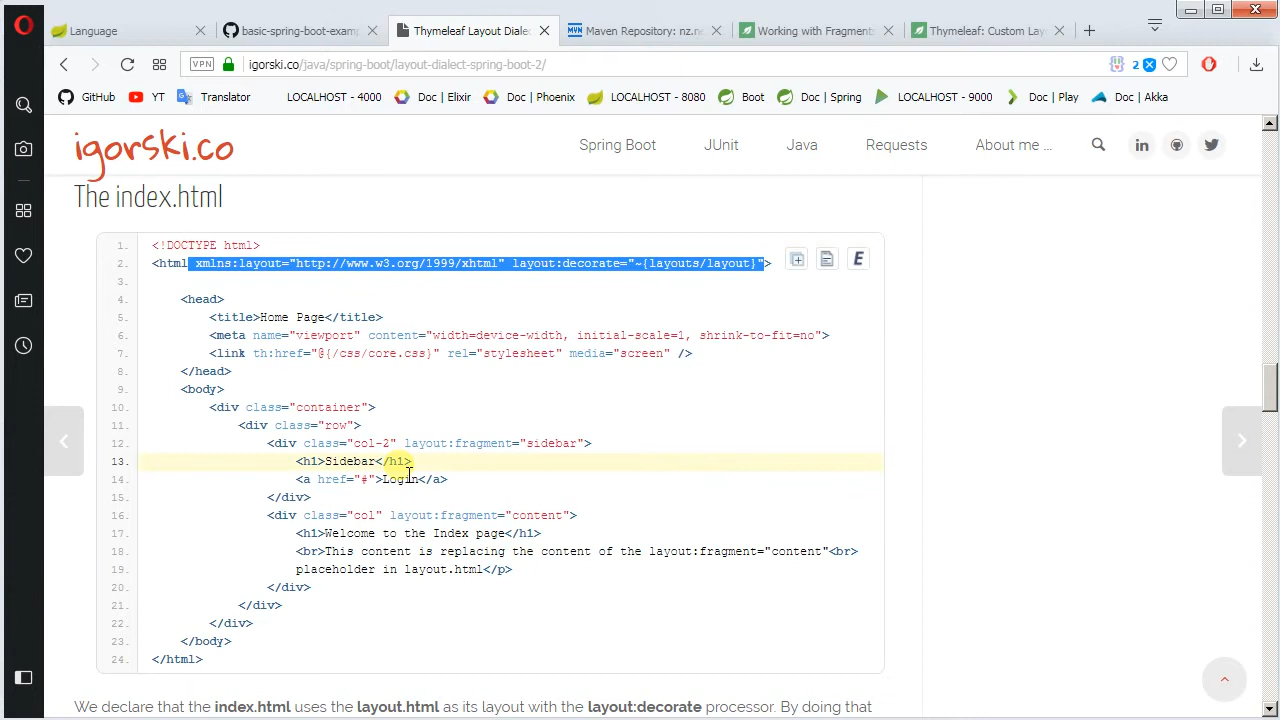 Language
basic-spring-boot-examp
Thymeleaf Layout Diale
Maven Repository: nz.ne
Working with Fragments
Thymeleaf: Custom Lay
VPN
igorski.co/java/spring-boot/layout-dialect-spring-boot-2/
2
GitHub
YT
Translator
LOCALHOST - 4000
Doc | Elixir
Doc | Phoenix
LOCALHOST - 8080
Boot
Doc | Spring
LOCALHOST - 9000
Doc | Play
Doc | Akka
igorski.co
Spring Boot
JUnit
Java
Requests
About me ...
The index.html
1. <!DOCTYPE html>
2. <html xmlns:layout="http://www.w3.org/1999/xhtml" layout:decorate="~{layouts/layout}">
E
3.
4. <head>
5. <title>Home Page</title>
6. <meta name="viewport" content="width=device-width, initial-scale=1, shrink-to-fit=no">
7. <link th:href="@{/css/core.css}" rel="stylesheet" media="screen" />
8. </head>
9. <body>
10. <div class="container">
11. <div class="row">
12. <div class="col-2" layout:fragment="sidebar">
13. <h1>Sidebar</h1>
14. <a href="#">Login</a>
15. </div>
16. <div class="col" layout:fragment="content">
17. <h1>Welcome to the Index page</h1>
18. <br>This content is replacing the content of the layout:fragment="content"<br>
19. placeholder in layout.html</p>
20. </div>
21. </div>
22. </div>
23. </body>
24. </html>
We declare that the index.html uses the layout.html as its layout with the layout:decorate processor. By doing that